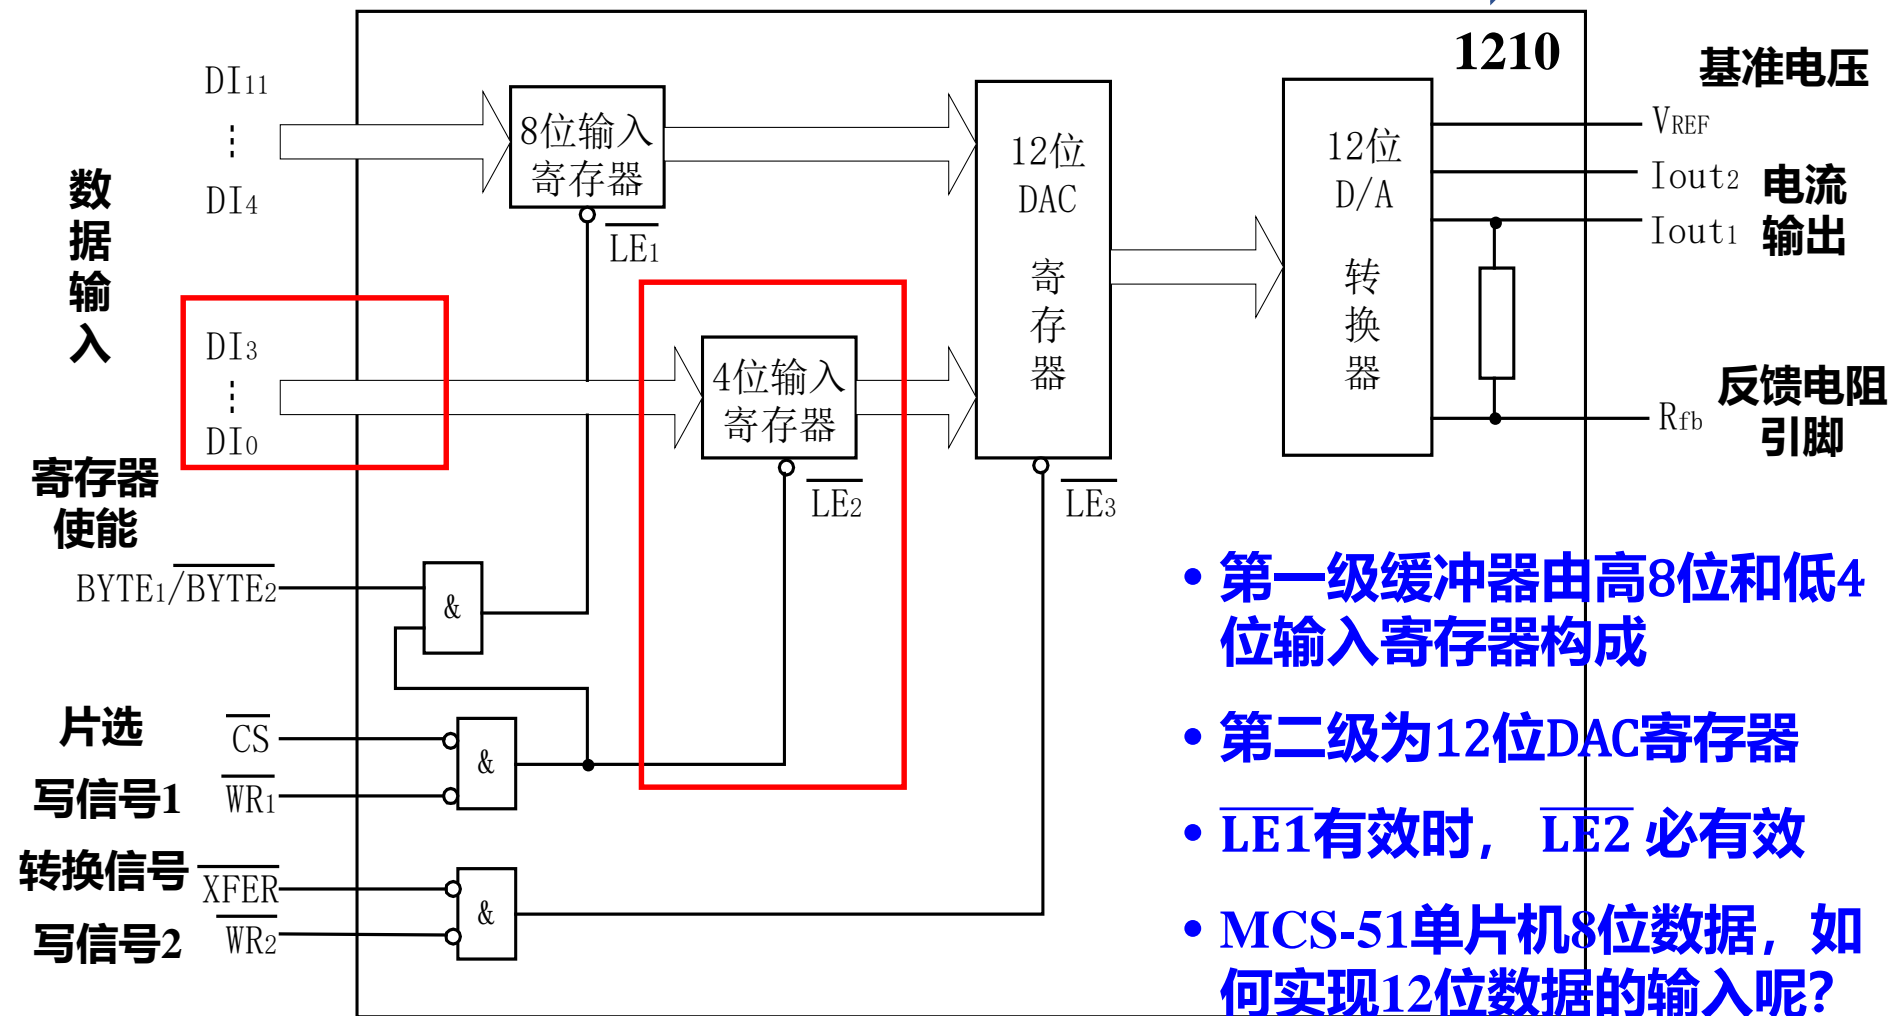 1210
基准电压
DI11
DI4
数据输入
8位输入
寄存器
LE1
12位
DAC
寄存器
12位
D/A
转换器
VREF
Iout2
Iout1
电流
输出
DI3
DI0
4位输入
寄存器
LE2
LE3
反馈电阻
引脚
Rfb
寄存器
使能
BYTE1/BYTE2
&
片选
CS
写信号1
WR1
&
转换信号
XFER
写信号2
WR2
&
• 第一级缓冲器由高8位和低4
位输入寄存器构成
• 第二级为12位DAC寄存器
• LE1有效时， LE2 必有效
• MCS-51单片机8位数据，如
何实现12位数据的输入呢？